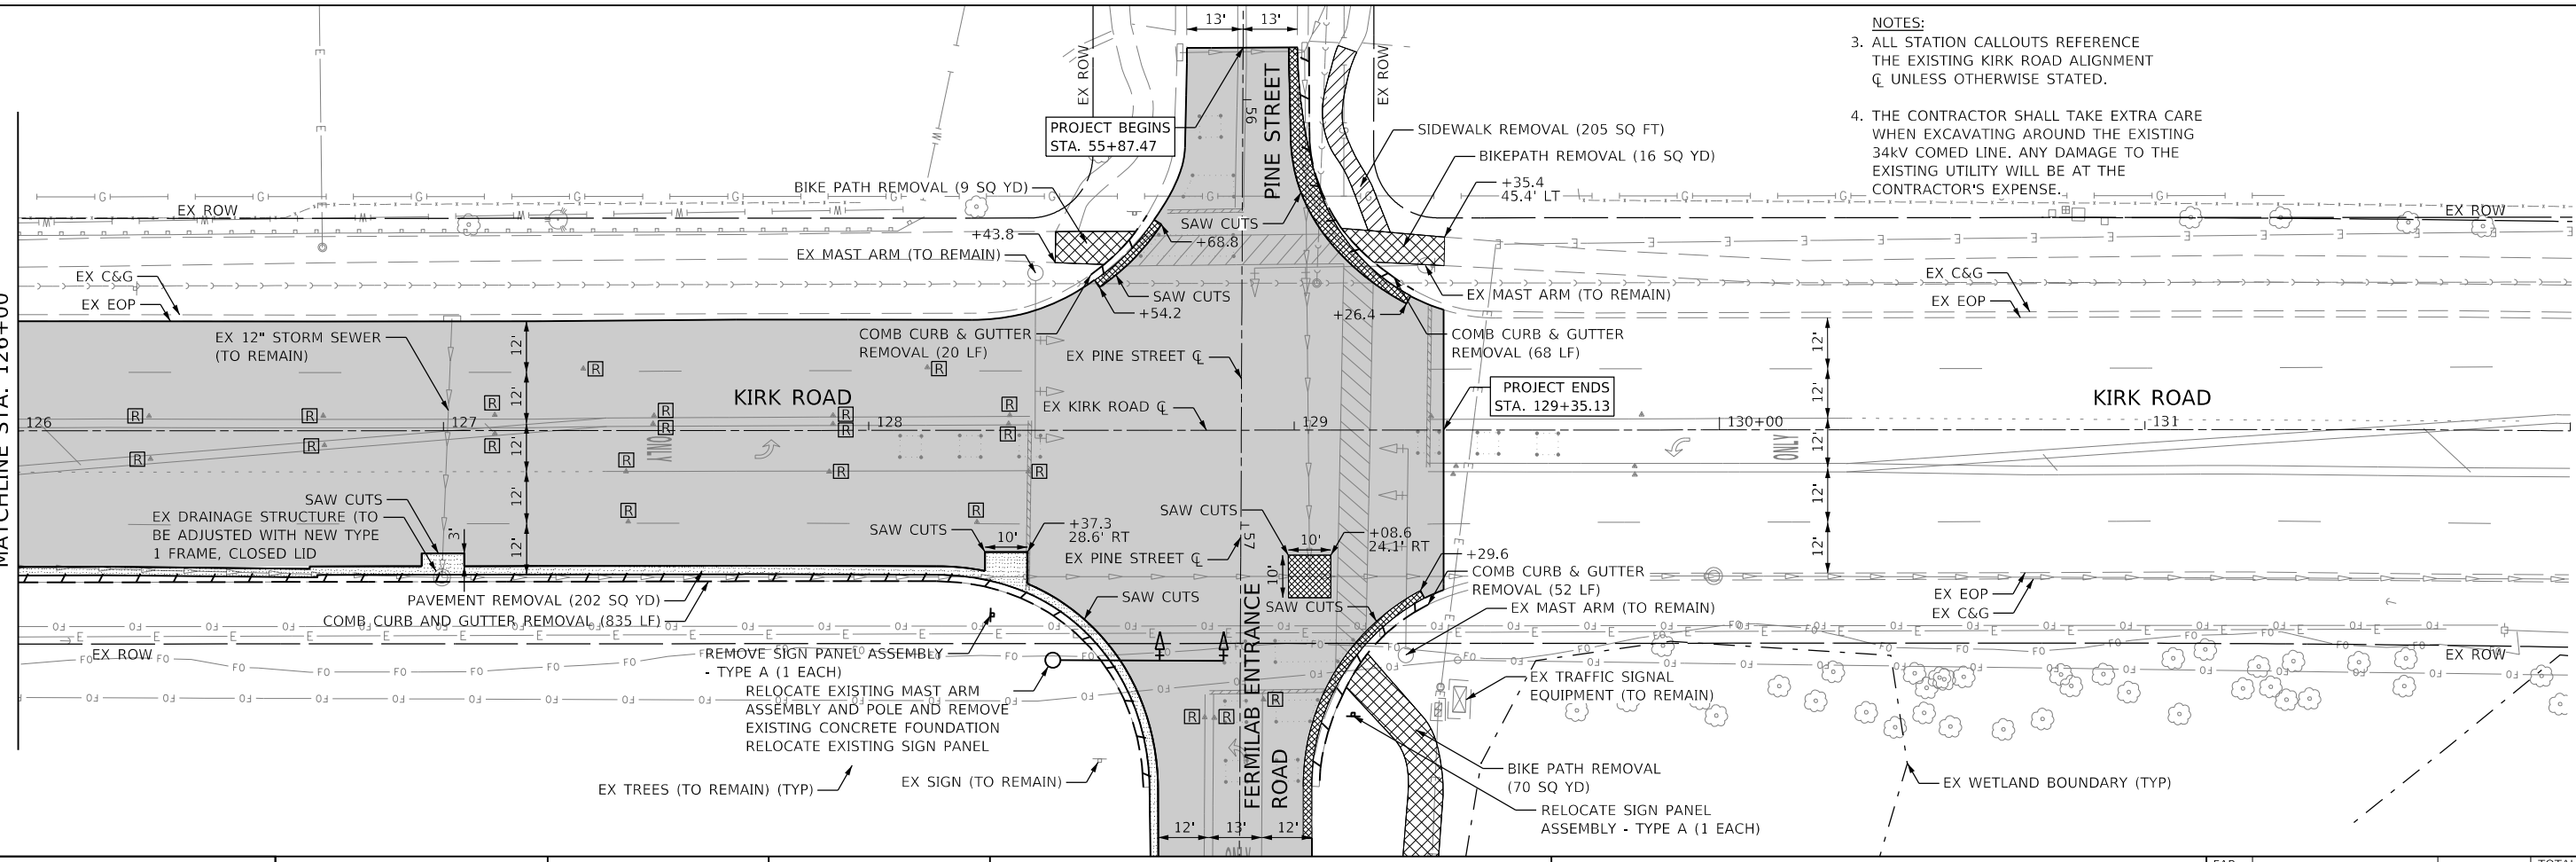 13' 13'
NOTES:
3. ALL STATION CALLOUTS REFERENCE
THE EXISTING KIRK ROAD ALIGNMENT
℄ UNLESS OTHERWISE STATED.
4. THE CONTRACTOR SHALL TAKE EXTRA CARE
WHEN EXCAVATING AROUND THE EXISTING
34kV COMED LINE. ANY DAMAGE TO THE
EXISTING UTILITY WILL BE AT THE
CONTRACTOR'S EXPENSE.
EX ROW
EX ROW
PINE STREET
56
PROJECT BEGINS
STA. 55+87.47
SIDEWALK REMOVAL (205 SQ FT)
BIKEPATH REMOVAL (16 SQ YD)
+35.4
45.4' LT
BIKE PATH REMOVAL (9 SQ YD)
EX ROW
EX ROW
SAW CUTS
+43.8
+68.8
EX MAST ARM (TO REMAIN)
EX C&G
EX EOP
SAW CUTS
+54.2
+26.4
EX MAST ARM (TO REMAIN)
EX C&G
EX EOP
MATCHLINE STA. 126+00
EX 12" STORM SEWER
(TO REMAIN)
COMB CURB & GUTTER
REMOVAL (20 LF)
COMB CURB & GUTTER
REMOVAL (68 LF)
EX PINE STREET ℄
12'
12'
12'
12'
12'
12'
12'
12'
12'
12'
KIRK ROAD
KIRK ROAD
PROJECT ENDS
STA. 129+35.13
EX KIRK ROAD ℄
126
127
128
129
130+00
131
ONLY
ONLY
R R R R R R R R R R R R R R R R R R R R R R R
SAW CUTS
EX DRAINAGE STRUCTURE (TO
BE ADJUSTED WITH NEW TYPE
1 FRAME, CLOSED LID
3'
SAW CUTS
10'
+37.3
28.6' RT
SAW CUTS
10'
10'
+08.6
24.1' RT
EX PINE STREET ℄
57
+29.6
COMB CURB & GUTTER
REMOVAL (52 LF)
EX MAST ARM (TO REMAIN)
EX EOP
EX C&G
PAVEMENT REMOVAL (202 SQ YD)
COMB CURB AND GUTTER REMOVAL (835 LF)
SAW CUTS
SAW CUTS
EX ROW
EX ROW
REMOVE SIGN PANEL ASSEMBLY
- TYPE A (1 EACH)
RELOCATE EXISTING MAST ARM
ASSEMBLY AND POLE AND REMOVE
EXISTING CONCRETE FOUNDATION
RELOCATE EXISTING SIGN PANEL
EX TRAFFIC SIGNAL
EQUIPMENT (TO REMAIN)
FERMILAB ENTRANCE
ROAD
EX TREES (TO REMAIN) (TYP)
EX SIGN (TO REMAIN)
BIKE PATH REMOVAL
(70 SQ YD)
EX WETLAND BOUNDARY (TYP)
RELOCATE SIGN PANEL
ASSEMBLY - TYPE A (1 EACH)
12' 13' 12'